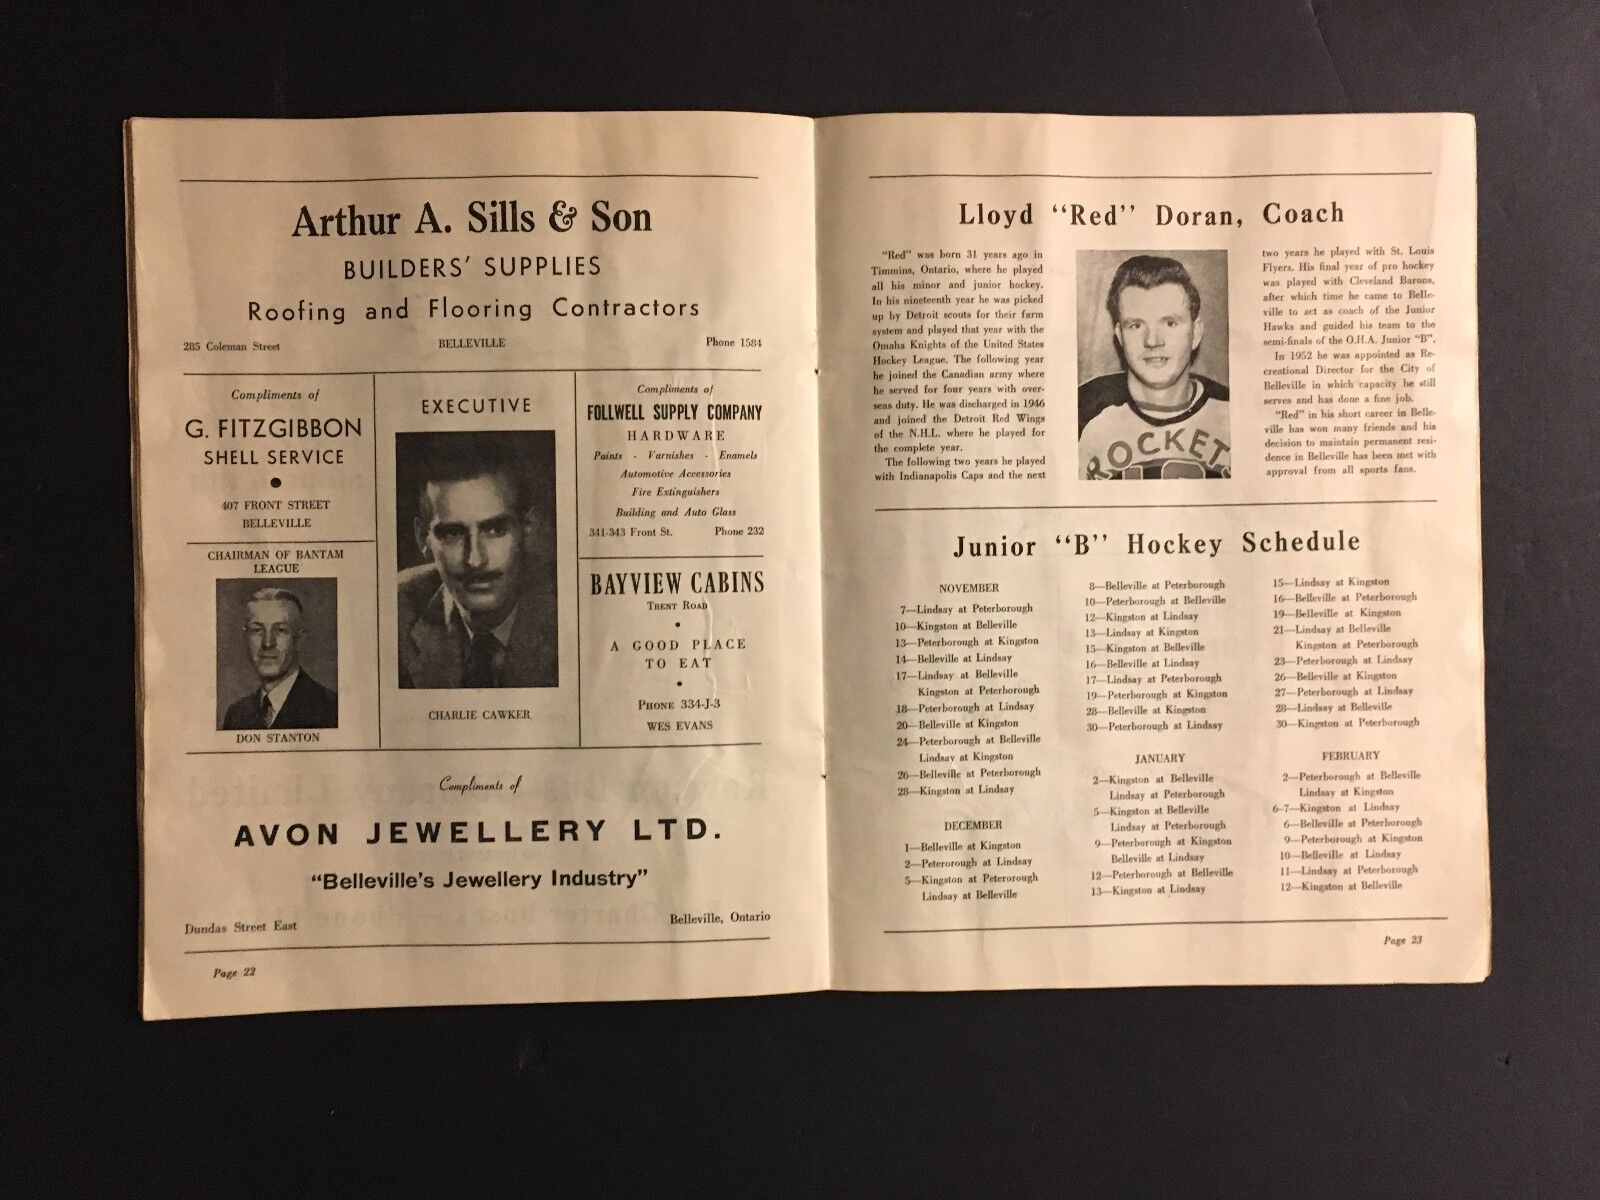 Arthur A. Sills & Son
BUILDERS' SUPPLIES
Roofing and Flooring Contractors
285 Coleman Street BELLEVILLE Phone 1584
Compliments of
G. FITZGIBBON
SHELL SERVICE
407 FRONT STREET
BELLEVILLE
CHAIRMAN OF BANTAM
LEAGUE
DON STANTON
EXECUTIVE
CHARLIE CAWKER
Compliments of
FOLLWELL SUPPLY COMPANY
HARDWARE
Paints - Varnishes - Enamels
Automotive Accessories
Fire Extinguishers
Building and Auto Glass
341-343 Front St. Phone 232
BAYVIEW CABINS
TRENT ROAD
A GOOD PLACE
TO EAT
PHONE 334-J-3
WES EVANS
Compliments of
AVON JEWELLERY LTD.
"Belleville's Jewellery Industry"
Dundas Street East Belleville, Ontario
Page 22
Lloyd "Red" Doran, Coach
"Red" was born 31 years ago in
Timmins, Ontario, where he played
all his minor and junior hockey.
In his nineteenth year he was picked
up by Detroit scouts for their farm
system and played that year with the
Omaha Knights of the United States
Hockey League. The following year
he joined the Canadian army where
he served for four years with over-
seas duty. He was discharged in 1946
and joined the Detroit Red Wings
of the N.H.L. where he played for
the complete year.
The following two years he played
with Indianapolis Caps and the next
ROCKET
two years he played with St. Louis
Flyers. His final year of pro hockey
was played with Cleveland Barons,
after which time he came to Belle-
ville to act as coach of the Junior
Hawks and guided his team to the
semi-finals of the O.H.A. Junior "B".
In 1952 he was appointed as Re-
creational Director for the City of
Belleville in which capacity he still
serves and has done a fine job.
"Red" in his short career in Belle-
ville has won many friends and his
decision to maintain permanent resi-
dence in Belleville has been met with
approval from all sports fans.
Junior "B" Hockey Schedule
NOVEMBER
7—Lindsay at Peterborough
10—Kingston at Belleville
13—Peterborough at Kingston
14—Belleville at Lindsay
17—Lindsay at Belleville
Kingston at Peterborough
18—Peterborough at Lindsay
20—Belleville at Kingston
24—Peterborough at Belleville
Lindsay at Kingston
26—Belleville at Peterborough
28—Kingston at Lindsay
DECEMBER
1—Belleville at Kingston
2—Peterorough at Lindsay
5—Kingston at Peterorough
Lindsay at Belleville
8—Belleville at Peterborough
10—Peterborough at Belleville
12—Kingston at Lindsay
13—Lindsay at Kingston
15—Kingston at Belleville
16—Belleville at Lindsay
17—Lindsay at Peterborough
19—Peterborough at Kingston
28—Belleville at Kingston
30—Peterborough at Lindsay
JANUARY
2—Kingston at Belleville
Lindsay at Peterborough
5—Kingston at Belleville
Lindsay at Peterborough
9—Peterborough at Kingston
Belleville at Lindsay
12—Peterborough at Belleville
13—Kingston at Lindsay
15—Lindsay at Kingston
16—Belleville at Peterborough
19—Belleville at Kingston
21—Lindsay at Belleville
Kingston at Peterborough
23—Peterborough at Lindsay
26—Belleville at Kingston
27—Peterborough at Lindsay
28—Lindsay at Belleville
30—Kingston at Peterborough
FEBRUARY
2—Peterborough at Belleville
Lindsay at Kingston
6-7—Kingston at Lindsay
6—Belleville at Peterborough
9—Peterborough at Kingston
10—Belleville at Lindsay
11—Lindsay at Peterborough
12—Kingston at Belleville
Page 23